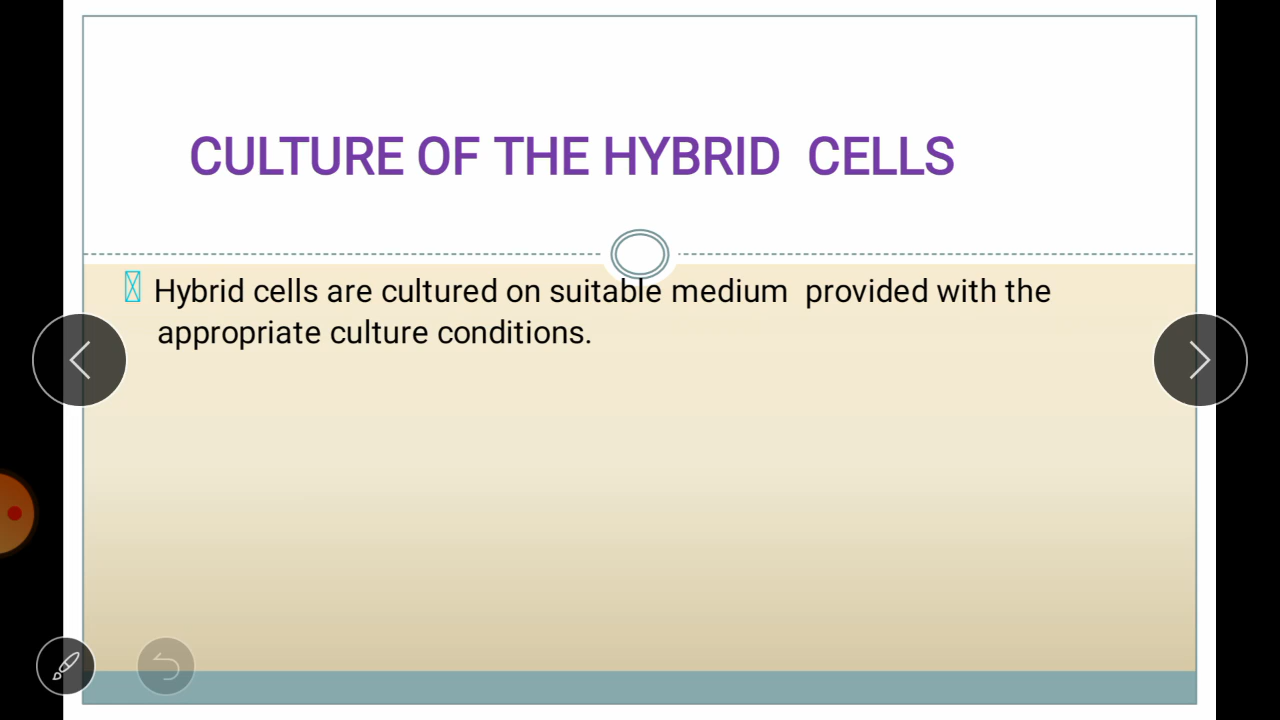 CULTURE OF THE HYBRID CELLS
Hybrid cells are cultured on suitable medium provided with the
appropriate culture conditions.